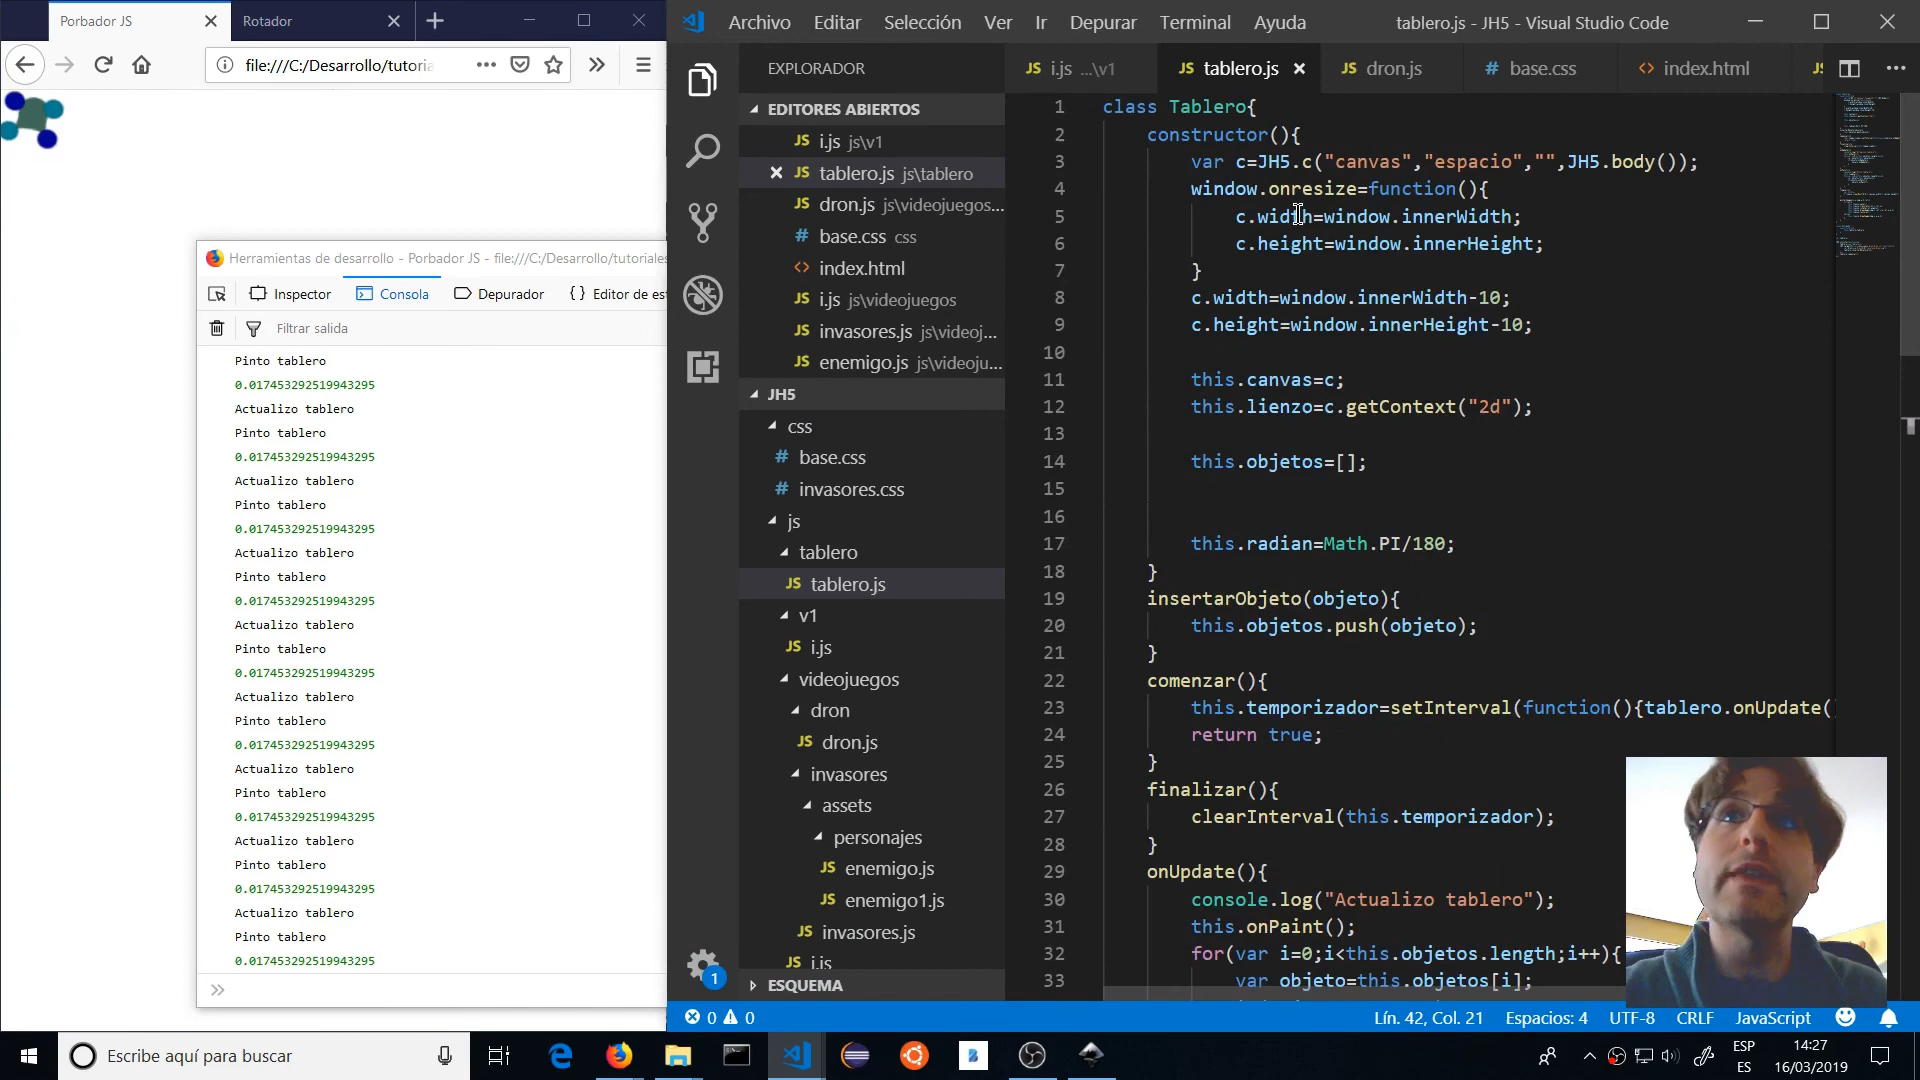 Porbador JS
Rotador
file:///C:/Desarrollo/tutoria
Herramientas de desarrollo - Porbador JS - file:///C:/Desarrollo/tutoriales
Inspector
Consola
Depurador
{ } Editor de est
Filtrar salida
Pinto tablero
0.017453292519943295
Actualizo tablero
Pinto tablero
0.017453292519943295
Actualizo tablero
Pinto tablero
0.017453292519943295
Actualizo tablero
Pinto tablero
0.017453292519943295
Actualizo tablero
Pinto tablero
0.017453292519943295
Actualizo tablero
Pinto tablero
0.017453292519943295
Actualizo tablero
Pinto tablero
0.017453292519943295
Actualizo tablero
Pinto tablero
0.017453292519943295
Actualizo tablero
Pinto tablero
0.017453292519943295
Archivo Editar Selección Ver Ir Depurar Terminal Ayuda
tablero.js - JH5 - Visual Studio Code
EXPLORADOR
EDITORES ABIERTOS
JS i.js js\v1
JS tablero.js js\tablero
JS dron.js js\videojuegos...
# base.css css
<> index.html
JS i.js js\videojuegos
JS invasores.js js\videoj...
JS enemigo.js js\videoju...
JH5
css
# base.css
# invasores.css
js
tablero
JS tablero.js
v1
JS i.js
videojuegos
dron
JS dron.js
invasores
assets
personajes
JS enemigo.js
JS enemigo1.js
JS invasores.js
JS i.js
ESQUEMA
JS i.js ...\v1
JS tablero.js
JS dron.js
# base.css
<> index.html
1 class Tablero{
2 constructor(){
3 var c=JH5.c("canvas","espacio","",JH5.body());
4 window.onresize=function(){
5 c.width=window.innerWidth;
6 c.height=window.innerHeight;
7 }
8 c.width=window.innerWidth-10;
9 c.height=window.innerHeight-10;
10
11 this.canvas=c;
12 this.lienzo=c.getContext("2d");
13
14 this.objetos=[];
15
16
17 this.radian=Math.PI/180;
18 }
19 insertarObjeto(objeto){
20 this.objetos.push(objeto);
21 }
22 comenzar(){
23 this.temporizador=setInterval(function(){tablero.onUpdate()
24 return true;
25 }
26 finalizar(){
27 clearInterval(this.temporizador);
28 }
29 onUpdate(){
30 console.log("Actualizo tablero");
31 this.onPaint();
32 for(var i=0;i<this.objetos.length;i++){
33 var objeto=this.objetos[i];
1
0 0
Lín. 42, Col. 21 Espacios: 4 UTF-8 CRLF JavaScript
Escribe aquí para buscar
ESP
ES
14:27
16/03/2019